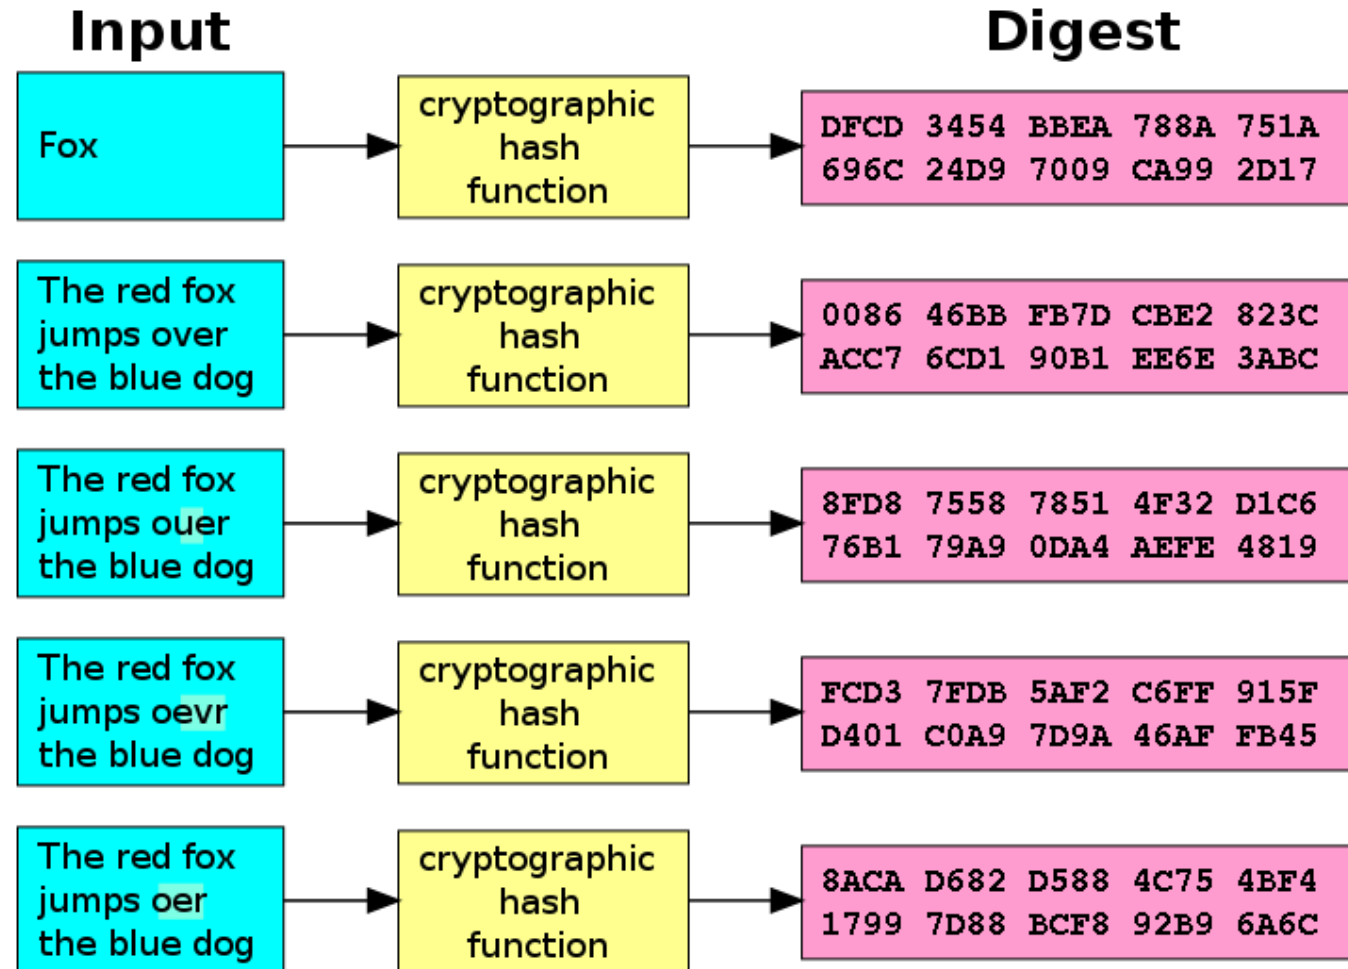 Input
Digest
Fox
cryptographic
hash
function
DFCD 3454 BBEA 788A 751A
696C 24D9 7009 CA99 2D17
The red fox
jumps over
the blue dog
cryptographic
hash
function
0086 46BB FB7D CBE2 823C
ACC7 6CD1 90B1 EE6E 3ABC
The red fox
jumps ouer
the blue dog
cryptographic
hash
function
8FD8 7558 7851 4F32 D1C6
76B1 79A9 0DA4 AEFE 4819
The red fox
jumps oevr
the blue dog
cryptographic
hash
function
FCD3 7FDB 5AF2 C6FF 915F
D401 C0A9 7D9A 46AF FB45
The red fox
jumps oer
the blue dog
cryptographic
hash
function
8ACA D682 D588 4C75 4BF4
1799 7D88 BCF8 92B9 6A6C